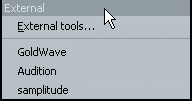 External
External tools...
GoldWave
Audition
samplitude